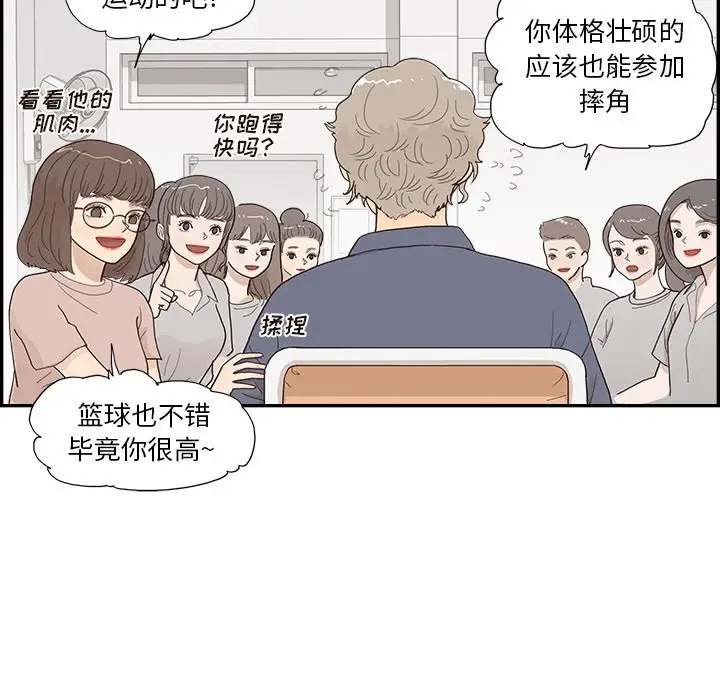 运动的吧！
你体格壮硕的
应该也能参加
摔角
看看他的
肌肉...
你跑得
快吗？
揉捏
篮球也不错
毕竟你很高~